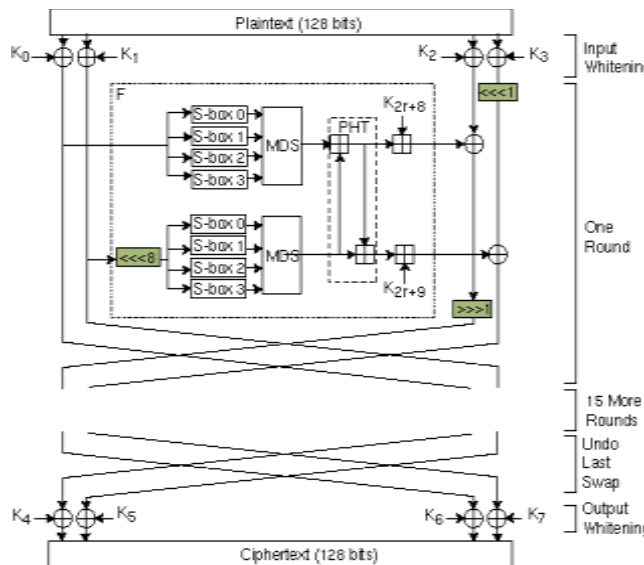 Plaintext (128 bits)
K0
K1
K2
K3
Input
Whitening
<<<1
F
S-box 0
S-box 1
S-box 2
S-box 3
MDS
PHT
K2r+8
One
Round
<<<8
S-box 0
S-box 1
S-box 2
S-box 3
MDS
K2r+9
>>>1
15 More
Rounds
Undo
Last
Swap
K4
K5
K6
K7
Output
Whitening
Ciphertext (128 bits)